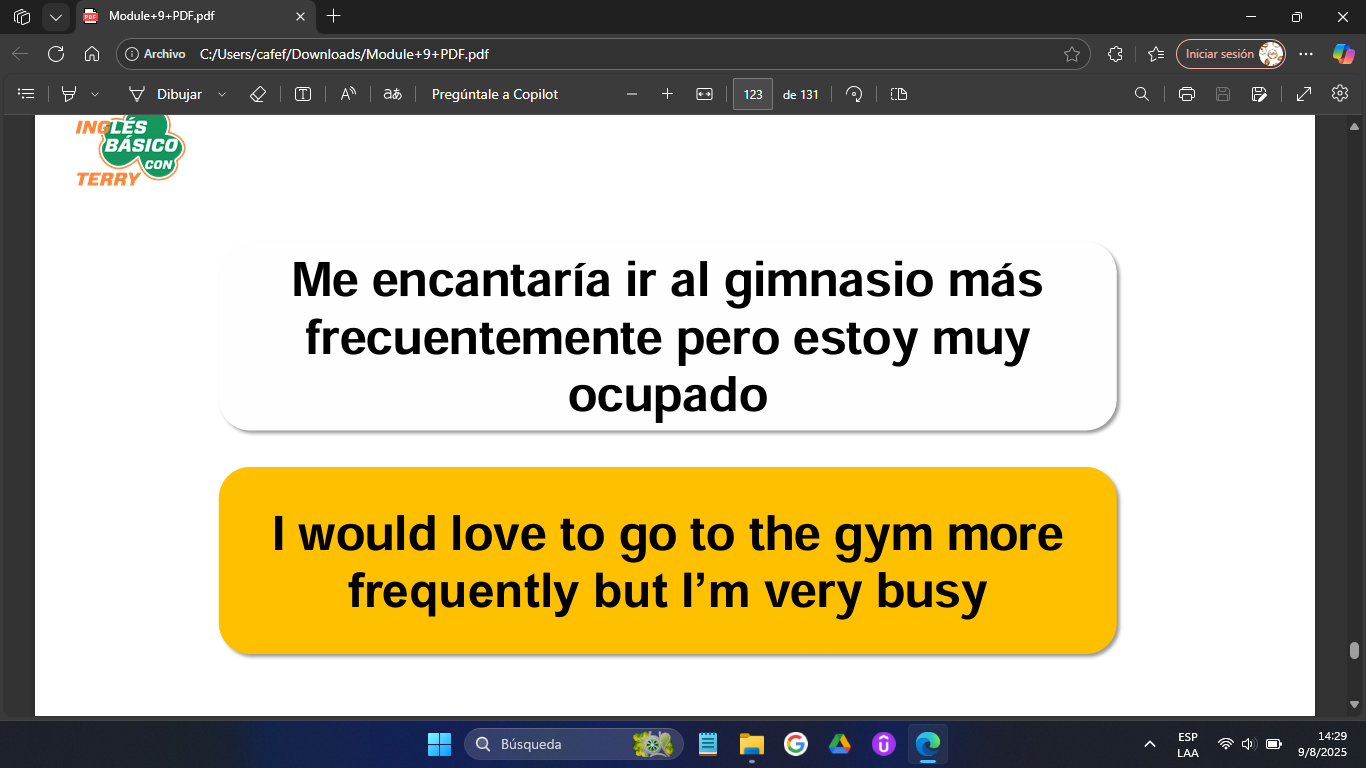 Module+9+PDF.pdf
Archivo C:/Users/cafef/Downloads/Module+9+PDF.pdf Iniciar sesión
Dibujar Pregúntale a Copilot 123 de 131
INGLÉS
BÁSICO
CON
TERRY
Me encantaría ir al gimnasio más
frecuentemente pero estoy muy
ocupado
I would love to go to the gym more
frequently but I’m very busy
Búsqueda
ESP
LAA
14:29
9/8/2025